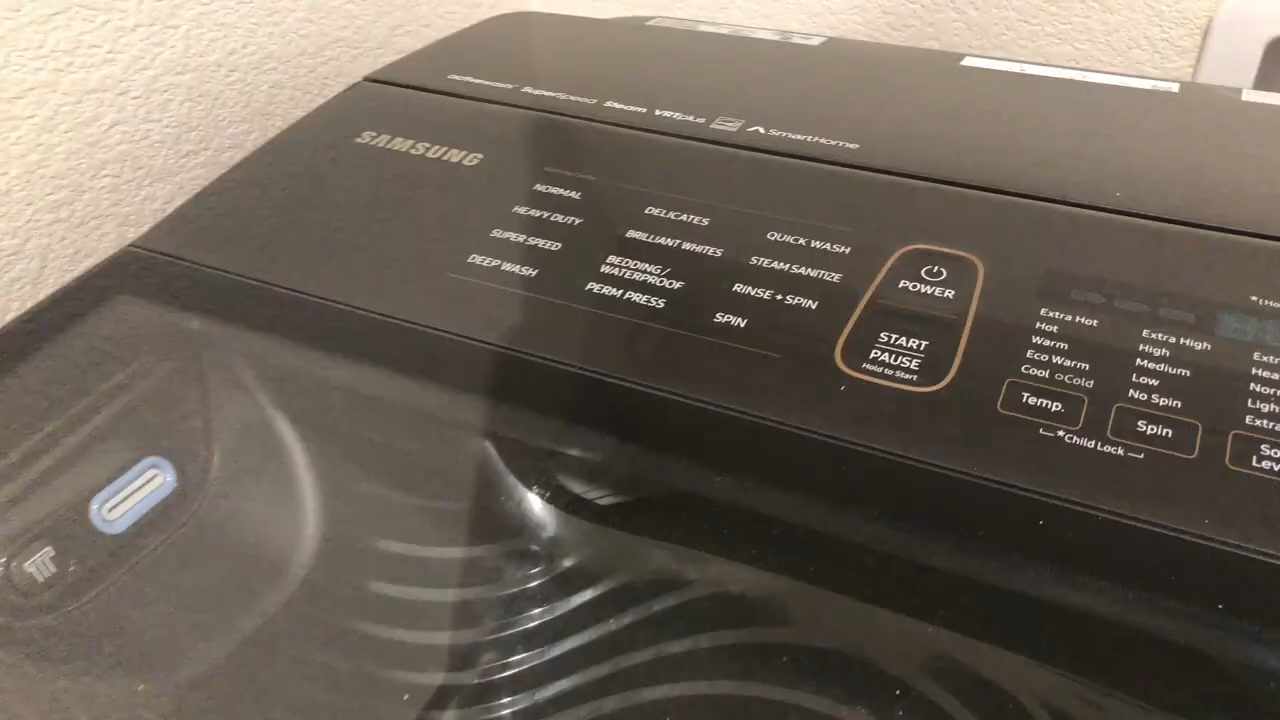 activewash SuperSpeed Steam VRTplus SmartHome
SAMSUNG
NORMAL DELICATES QUICK WASH
HEAVY DUTY BRILLIANT WHITES STEAM SANITIZE
SUPER SPEED BEDDING / WATERPROOF RINSE + SPIN
DEEP WASH PERM PRESS SPIN
POWER
START
PAUSE
Hold to Start
Extra Hot
Hot
Warm
Eco Warm
Cool Cold
Temp.
Extra High
High
Medium
Low
No Spin
Spin
*Child Lock